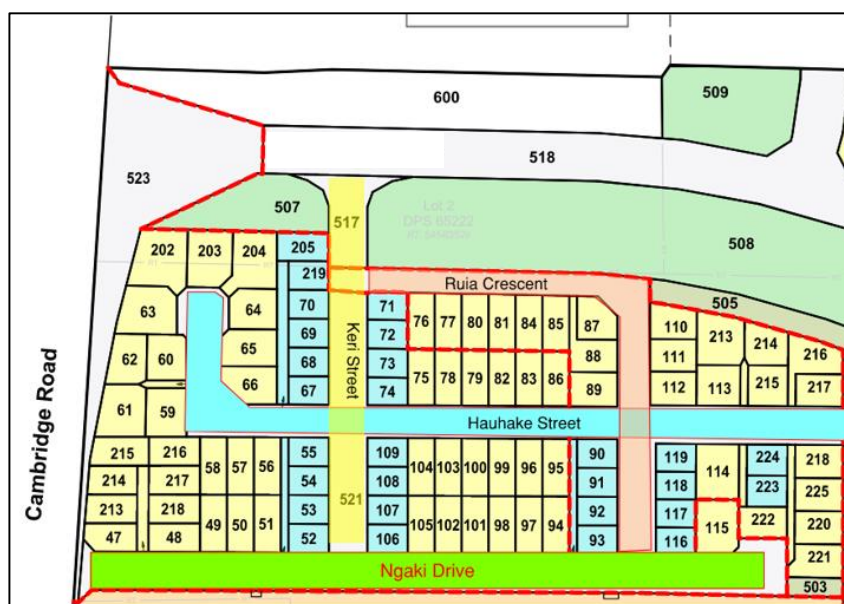 600
509
518
523
507
517
Lot 2
DPS 85222
508
202 203 204 205
219
Ruia Crescent
505
63 64 70 71 76 77 80 81 84 85 87 110 213 214 216
69 72 88 111
62 60 65 68 73 75 78 79 82 83 86 89 112 113 215 217
66 67 74
61 59
Keri Street
Hauhake Street
Cambridge Road
215 216 58 57 56 55 109 104 103 100 99 96 95 90 119 114 224 218
214 217 54 521 108 91 118 223 225
213 218 49 50 51 53 107 105 102 101 98 97 94 92 117 115 222 220
47 48 52 106 93 116 221
Ngaki Drive
503